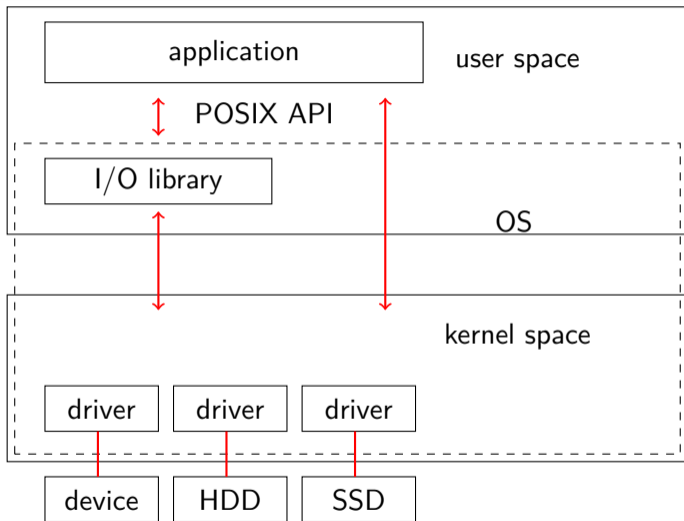 application
user space
POSIX API
I/O library
OS
kernel space
driver driver driver
device HDD SSD